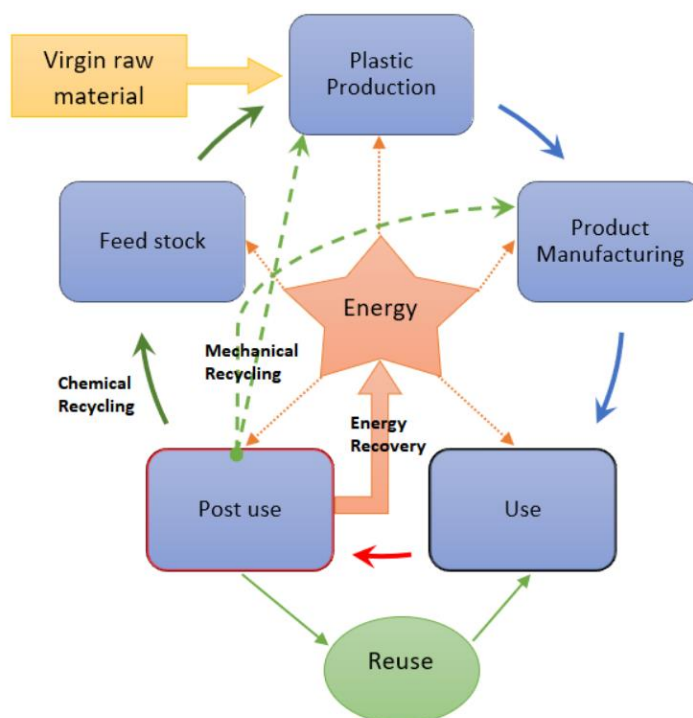 Virgin raw
material
Plastic
Production
Feed stock
Product
Manufacturing
Energy
Mechanical
Recycling
Chemical
Recycling
Energy
Recovery
Post use
Use
Reuse